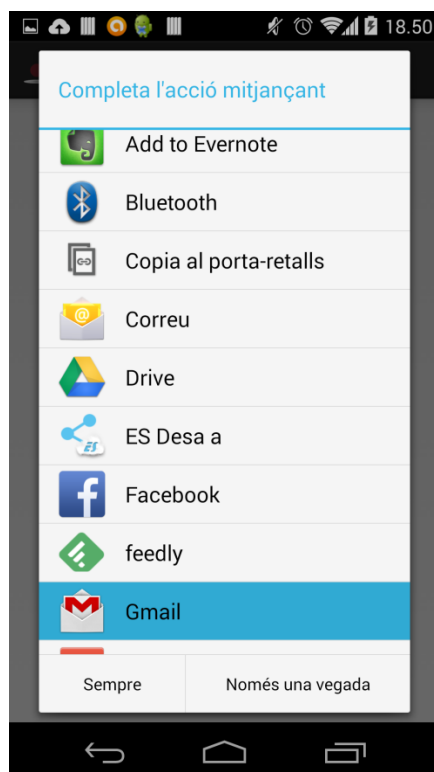 18.50
Completa l'acció mitjançant
Add to Evernote
Bluetooth
Copia al porta-retalls
Correu
Drive
ES Desa a
Facebook
feedly
Gmail
Sempre
Només una vegada